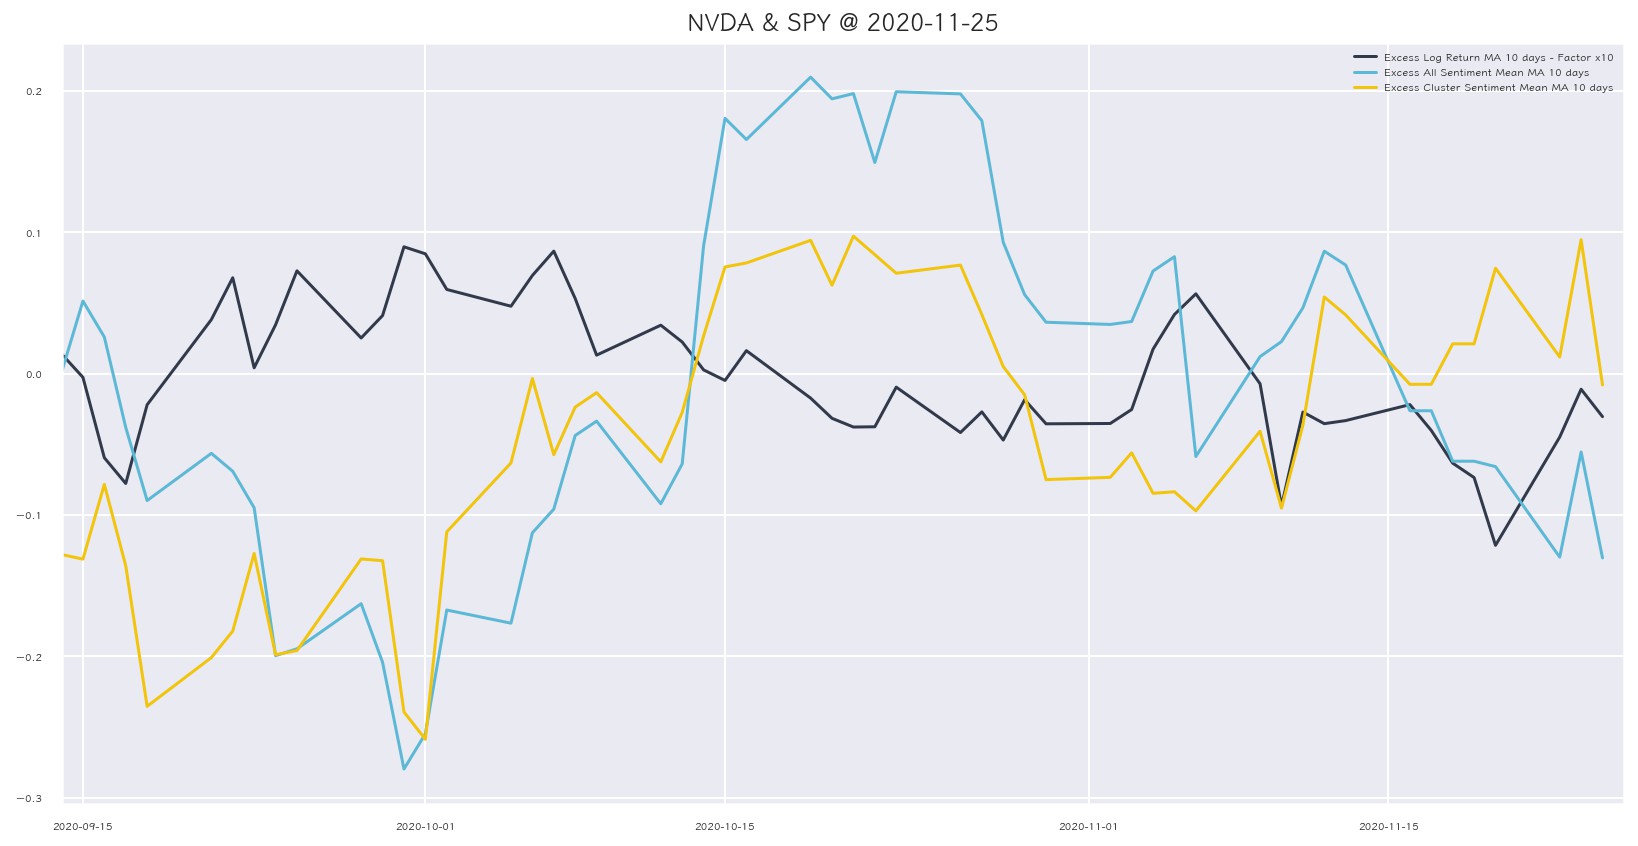 NVDA & SPY @ 2020-11-25
Excess Log Return MA 10 days - Factor x10
Excess All Sentiment Mean MA 10 days
Excess Cluster Sentiment Mean MA 10 days
0.2
0.1
0.0
−0.1
−0.2
−0.3
2020-09-15
2020-10-01
2020-10-15
2020-11-01
2020-11-15